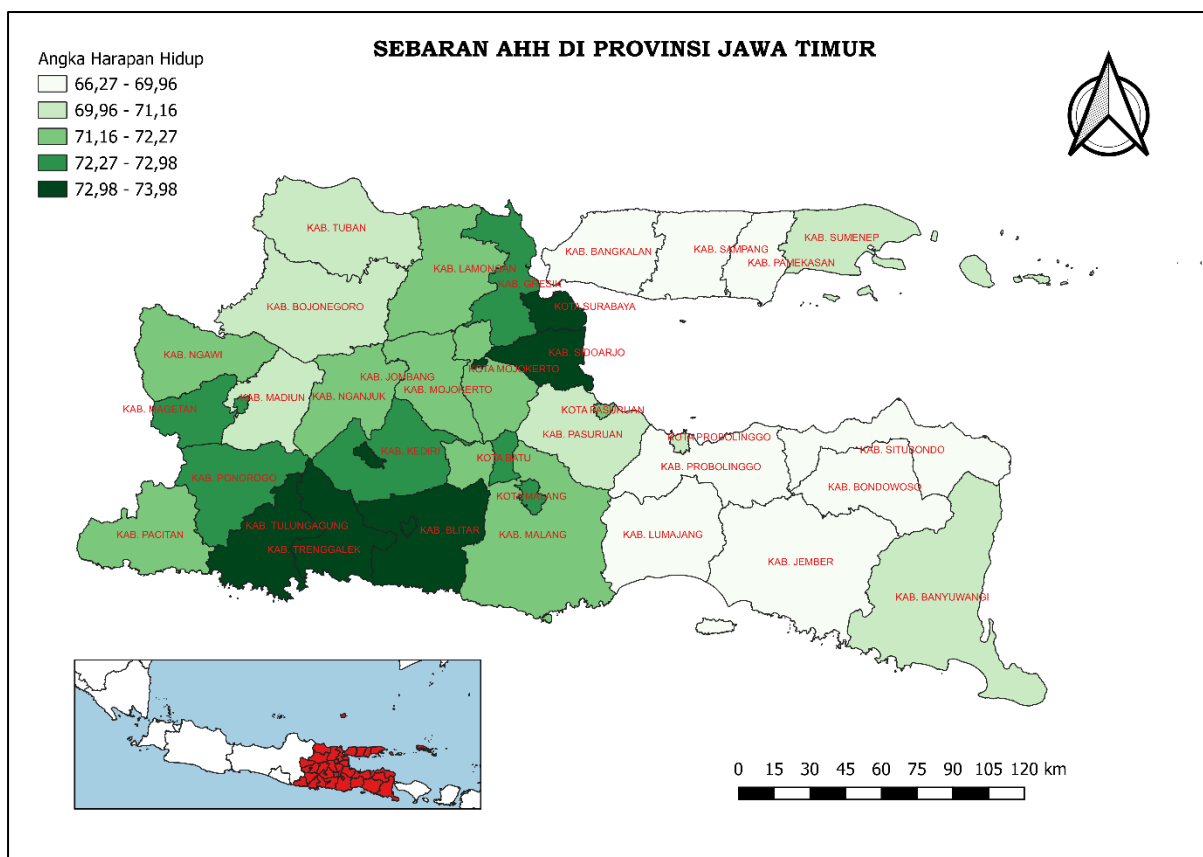 SEBARAN AHH DI PROVINSI JAWA TIMUR
Angka Harapan Hidup
66,27 - 69,96
69,96 - 71,16
71,16 - 72,27
72,27 - 72,98
72,98 - 73,98
KAB. TUBAN
KAB. LAMONGAN
KAB. GRESIK
KAB. BANGKALAN
KAB. SAMPANG
KAB. PAMEKASAN
KAB. SUMENEP
KAB. BOJONEGORO
KOTA SURABAYA
KAB. NGAWI
KAB. SIDOARJO
KOTA MOJOKERTO
KAB. JOMBANG
KAB. MOJOKERTO
KAB. MAGETAN
KAB. MADIUN
KAB. NGANJUK
KOTA PASURUAN
KAB. PASURUAN
KOTA PROBOLINGGO
KAB. PROBOLINGGO
KAB. SITUBONDO
KAB. BONDOWOSO
KAB. KEDIRI
KOTA BATU
KAB. PONOROGO
KOTA MALANG
KAB. PACITAN
KAB. TULUNGAGUNG
KAB. TRENGGALEK
KAB. BLITAR
KAB. MALANG
KAB. LUMAJANG
KAB. JEMBER
KAB. BANYUWANGI
0 15 30 45 60 75 90 105 120 km